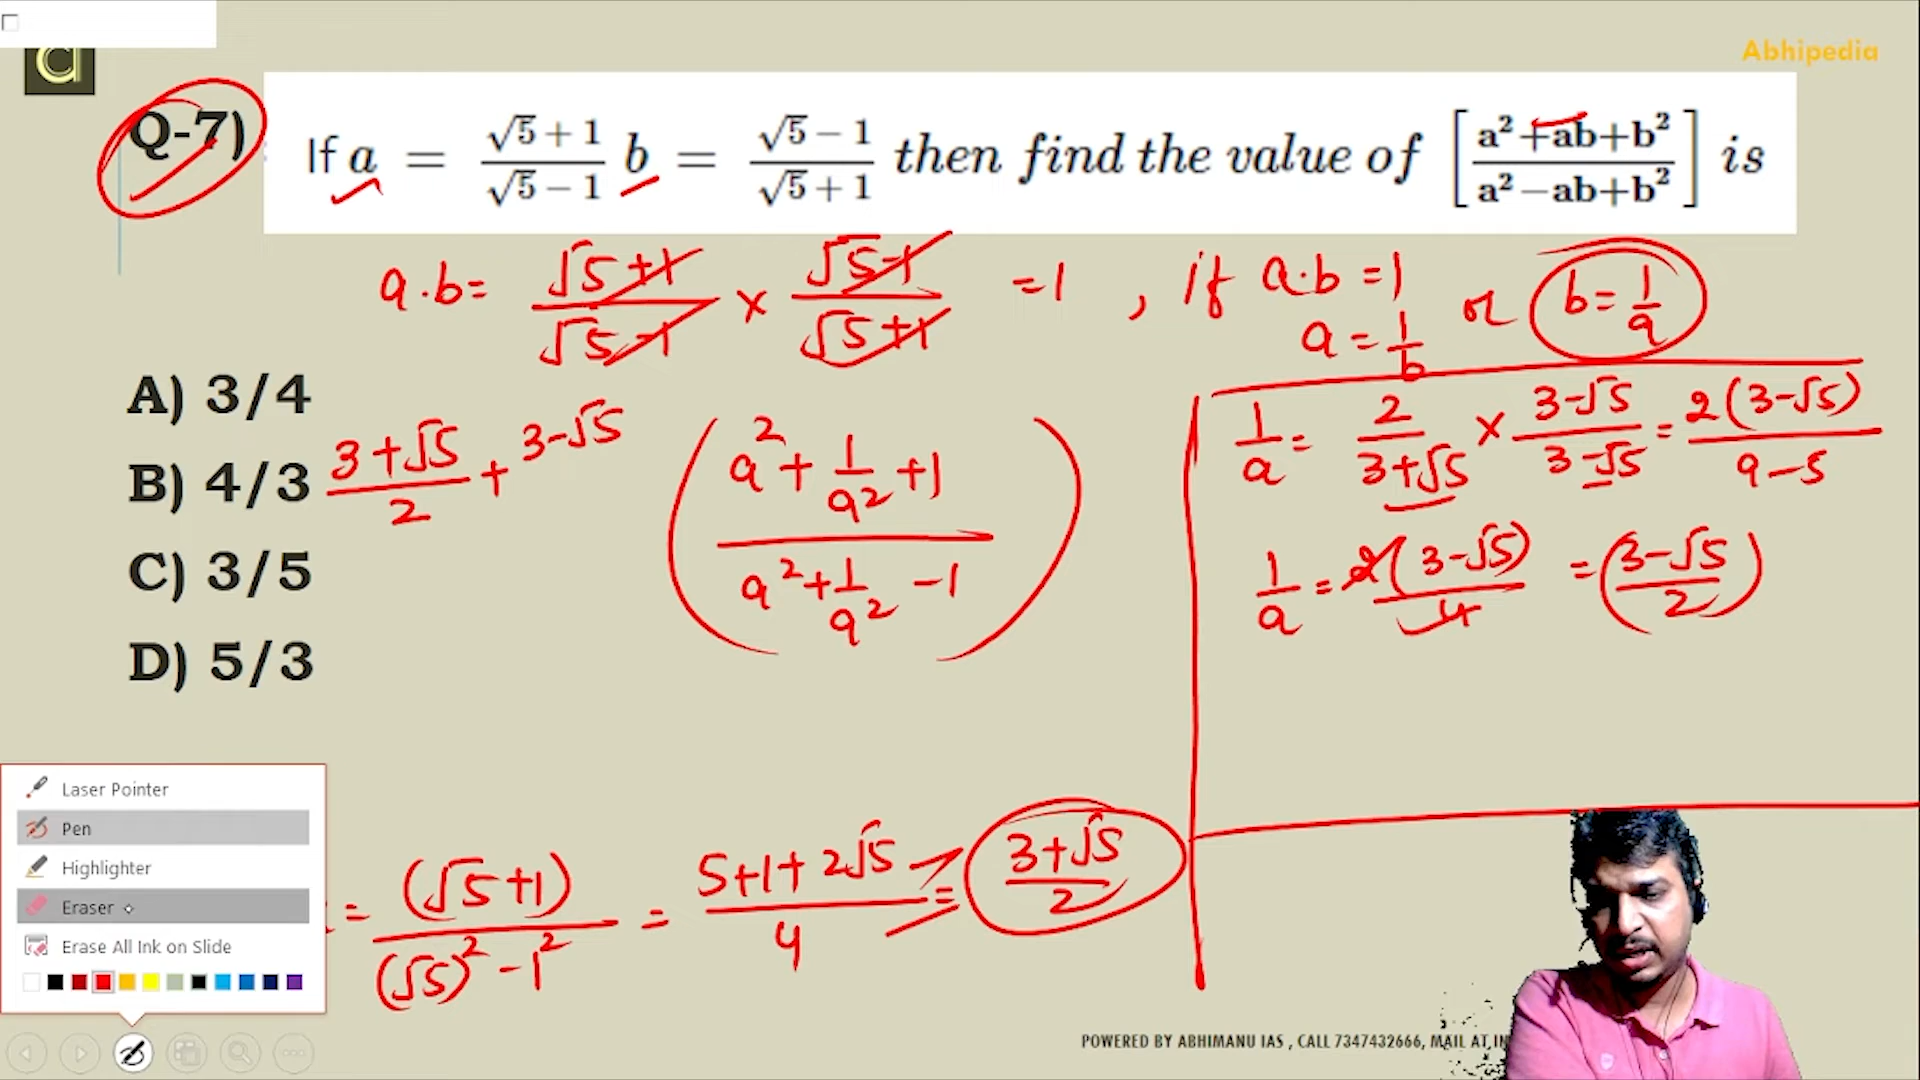 a
Abhipedia
Q-7)
If a = (√5 + 1)/(√5 − 1) b = (√5 − 1)/(√5 + 1) then find the value of [(a² + ab + b²)/(a² − ab + b²)] is
a·b = (√5+1)/(√5−1) × (√5−1)/(√5+1) = 1 , if a·b = 1
a = 1/b or b = 1/a
A) 3/4
B) 4/3
C) 3/5
D) 5/3
(3+√5)/2 + 3−√5
(a² + 1/a² + 1)/(a² + 1/a² − 1)
1/a = 2/(3+√5) × (3−√5)/(3−√5) = 2(3−√5)/(9−5)
1/a = 2(3−√5)/4 = (3−√5)/2
= (√5+1)/((√5)² − 1²) = (5+1+2√5)/4 = (3+√5)/2
Laser Pointer
Pen
Highlighter
Eraser
Erase All Ink on Slide
POWERED BY ABHIMANU IAS , CALL 7347432666, MAIL AT